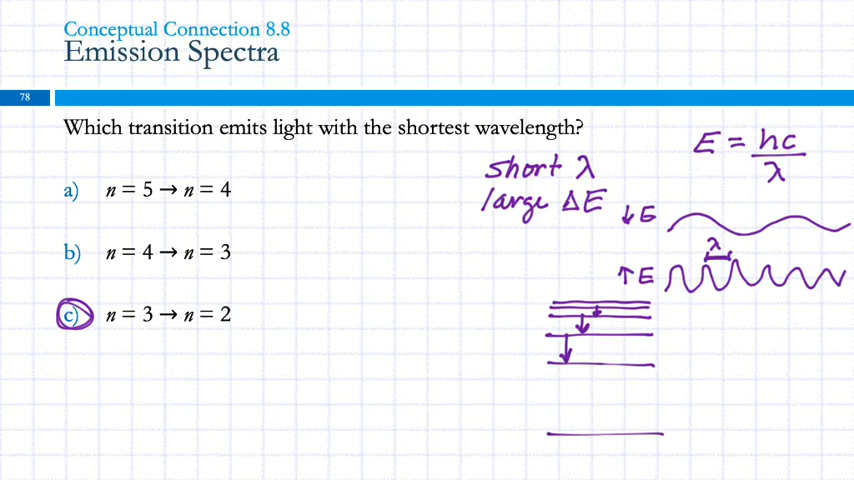 Conceptual Connection 8.8
Emission Spectra
78
Which transition emits light with the shortest wavelength?
a) n = 5 → n = 4
b) n = 4 → n = 3
c) n = 3 → n = 2
short λ
large ΔE
E = hc/λ
↓E
λ
↑E